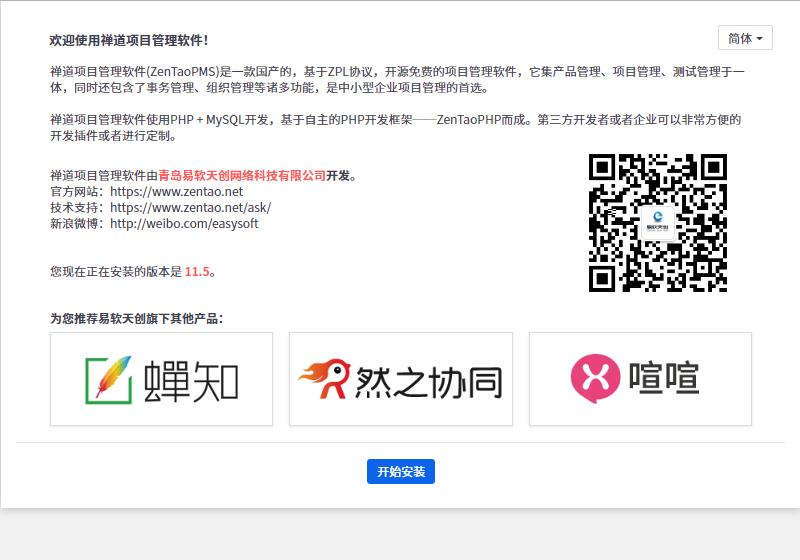 欢迎使用禅道项目管理软件！
简体
禅道项目管理软件(ZenTaoPMS)是一款国产的，基于ZPL协议，开源免费的项目管理软件，它集产品管理、项目管理、测试管理于一
体，同时还包含了事务管理、组织管理等诸多功能，是中小型企业项目管理的首选。
禅道项目管理软件使用PHP + MySQL开发，基于自主的PHP开发框架──ZenTaoPHP而成。第三方开发者或者企业可以非常方便的
开发插件或者进行定制。
禅道项目管理软件由青岛易软天创网络科技有限公司开发。
官方网站：https://www.zentao.net
技术支持：https://www.zentao.net/ask/
新浪微博：http://weibo.com/easysoft
易软天创
您现在正在安装的版本是 11.5。
为您推荐易软天创旗下其他产品：
蝉知
然之协同
喧喧
开始安装